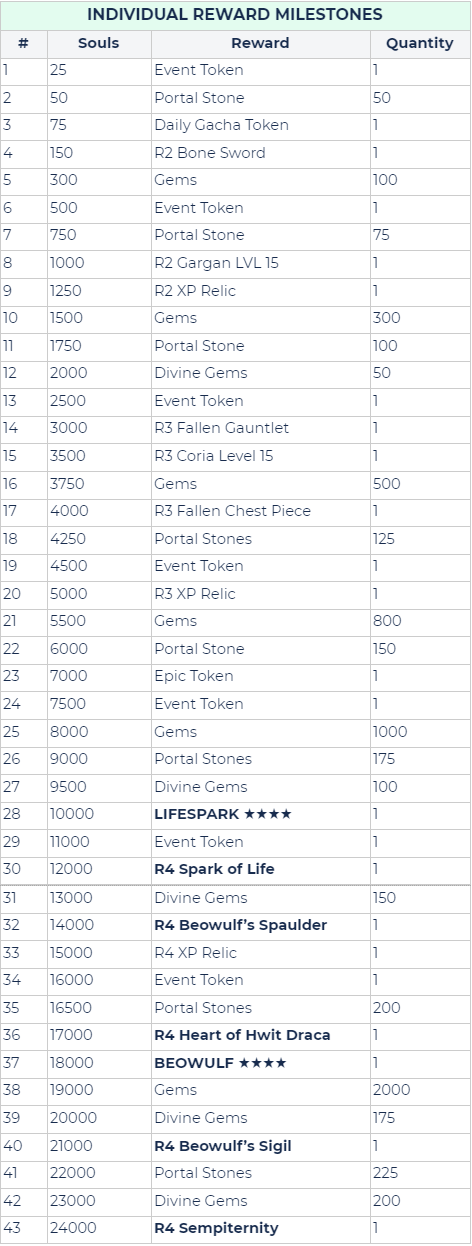 INDIVIDUAL REWARD MILESTONES
# Souls Reward Quantity
1 25 Event Token 1
2 50 Portal Stone 50
3 75 Daily Gacha Token 1
4 150 R2 Bone Sword 1
5 300 Gems 100
6 500 Event Token 1
7 750 Portal Stone 75
8 1000 R2 Gargan LVL 15 1
9 1250 R2 XP Relic 1
10 1500 Gems 300
11 1750 Portal Stone 100
12 2000 Divine Gems 50
13 2500 Event Token 1
14 3000 R3 Fallen Gauntlet 1
15 3500 R3 Coria Level 15 1
16 3750 Gems 500
17 4000 R3 Fallen Chest Piece 1
18 4250 Portal Stones 125
19 4500 Event Token 1
20 5000 R3 XP Relic 1
21 5500 Gems 800
22 6000 Portal Stone 150
23 7000 Epic Token 1
24 7500 Event Token 1
25 8000 Gems 1000
26 9000 Portal Stones 175
27 9500 Divine Gems 100
28 10000 LIFESPARK ★★★★ 1
29 11000 Event Token 1
30 12000 R4 Spark of Life 1
31 13000 Divine Gems 150
32 14000 R4 Beowulf’s Spaulder 1
33 15000 R4 XP Relic 1
34 16000 Event Token 1
35 16500 Portal Stones 200
36 17000 R4 Heart of Hwit Draca 1
37 18000 BEOWULF ★★★★ 1
38 19000 Gems 2000
39 20000 Divine Gems 175
40 21000 R4 Beowulf’s Sigil 1
41 22000 Portal Stones 225
42 23000 Divine Gems 200
43 24000 R4 Sempiternity 1